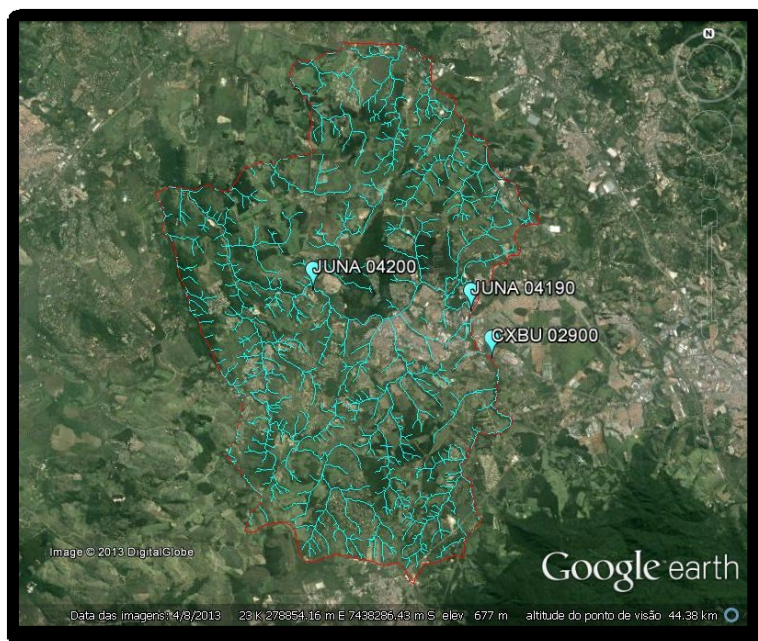 N
JUNA 04200
JUNA 04190
CXBU 02900
Image © 2013 DigitalGlobe
Google earth
Data das imagens: 4/8/2013 23 K 278854.16 m E 7438286.43 m S elev 677 m altitude do ponto de visão 44.38 km